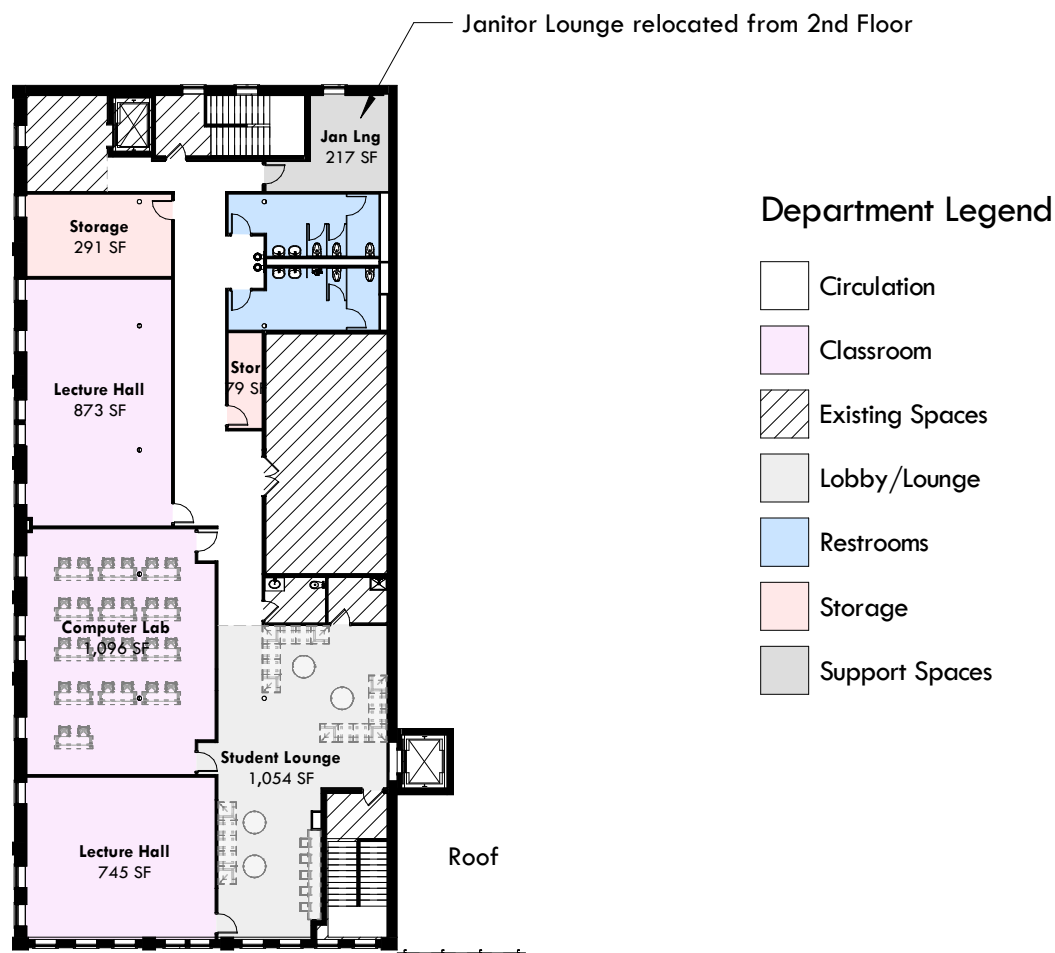 Janitor Lounge relocated from 2nd Floor
Jan Lng
217 SF
Storage
291 SF
Lecture Hall
873 SF
Stor
79 SF
Computer Lab
1,096 SF
Student Lounge
1,054 SF
Lecture Hall
745 SF
Roof
Department Legend
Circulation
Classroom
Existing Spaces
Lobby/Lounge
Restrooms
Storage
Support Spaces